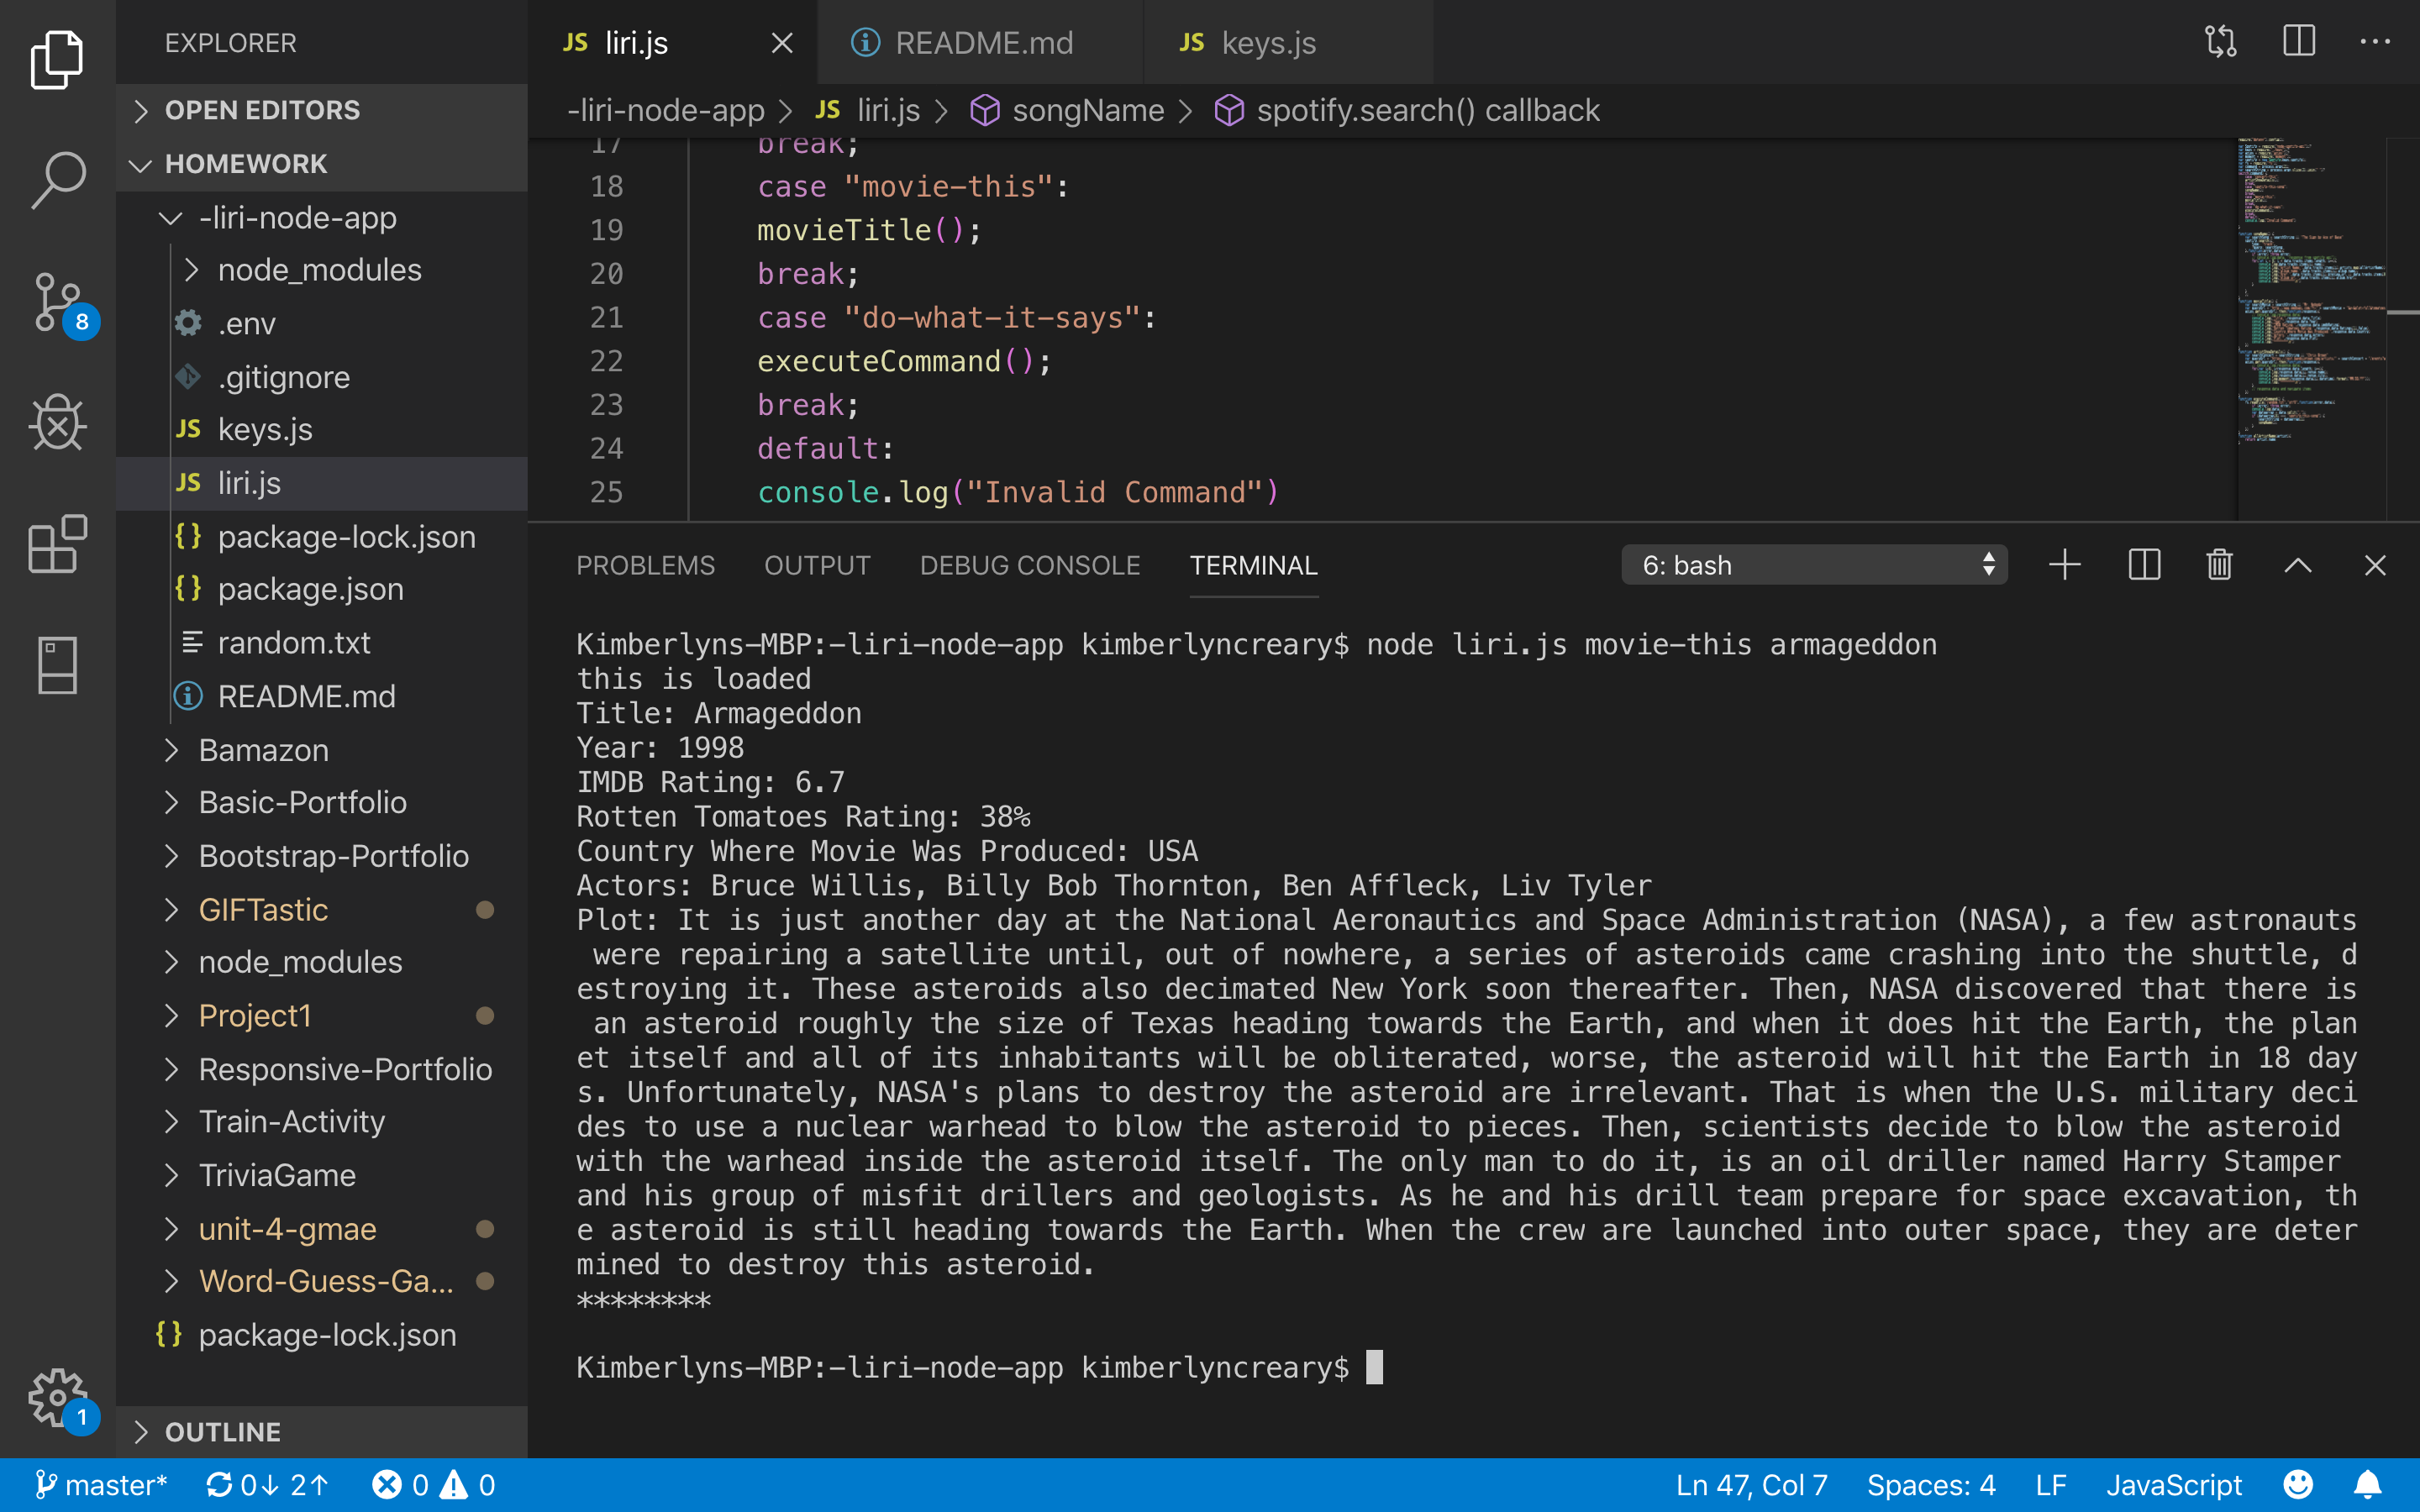 EXPLORER
OPEN EDITORS
HOMEWORK
-liri-node-app
node_modules
.env
.gitignore
JS keys.js
JS liri.js
{} package-lock.json
{} package.json
random.txt
README.md
Bamazon
Basic-Portfolio
Bootstrap-Portfolio
GIFTastic
node_modules
Project1
Responsive-Portfolio
Train-Activity
TriviaGame
unit-4-gmae
Word-Guess-Ga...
{} package-lock.json
OUTLINE
8
1
JS liri.js
README.md
JS keys.js
-liri-node-app > JS liri.js > songName > spotify.search() callback
17 break;
18 case "movie-this":
19 movieTitle();
20 break;
21 case "do-what-it-says":
22 executeCommand();
23 break;
24 default:
25 console.log("Invalid Command")
PROBLEMS OUTPUT DEBUG CONSOLE TERMINAL 6: bash
Kimberlyns-MBP:-liri-node-app kimberlyncreary$ node liri.js movie-this armageddon
this is loaded
Title: Armageddon
Year: 1998
IMDB Rating: 6.7
Rotten Tomatoes Rating: 38%
Country Where Movie Was Produced: USA
Actors: Bruce Willis, Billy Bob Thornton, Ben Affleck, Liv Tyler
Plot: It is just another day at the National Aeronautics and Space Administration (NASA), a few astronauts
 were repairing a satellite until, out of nowhere, a series of asteroids came crashing into the shuttle, d
estroying it. These asteroids also decimated New York soon thereafter. Then, NASA discovered that there is
 an asteroid roughly the size of Texas heading towards the Earth, and when it does hit the Earth, the plan
et itself and all of its inhabitants will be obliterated, worse, the asteroid will hit the Earth in 18 day
s. Unfortunately, NASA's plans to destroy the asteroid are irrelevant. That is when the U.S. military deci
des to use a nuclear warhead to blow the asteroid to pieces. Then, scientists decide to blow the asteroid
with the warhead inside the asteroid itself. The only man to do it, is an oil driller named Harry Stamper
and his group of misfit drillers and geologists. As he and his drill team prepare for space excavation, th
e asteroid is still heading towards the Earth. When the crew are launched into outer space, they are deter
mined to destroy this asteroid.
********
Kimberlyns-MBP:-liri-node-app kimberlyncreary$
master* 0↓ 2↑ 0 0 Ln 47, Col 7 Spaces: 4 LF JavaScript